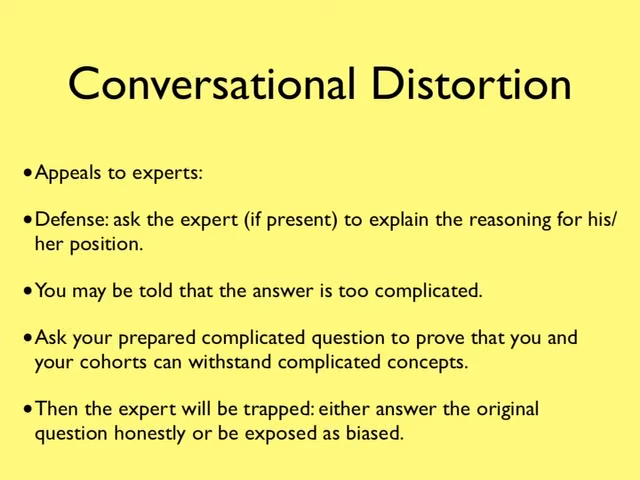 Conversational Distortion
•Appeals to experts:
•Defense: ask the expert (if present) to explain the reasoning for his/
her position.
•You may be told that the answer is too complicated.
•Ask your prepared complicated question to prove that you and
your cohorts can withstand complicated concepts.
•Then the expert will be trapped: either answer the original
question honestly or be exposed as biased.